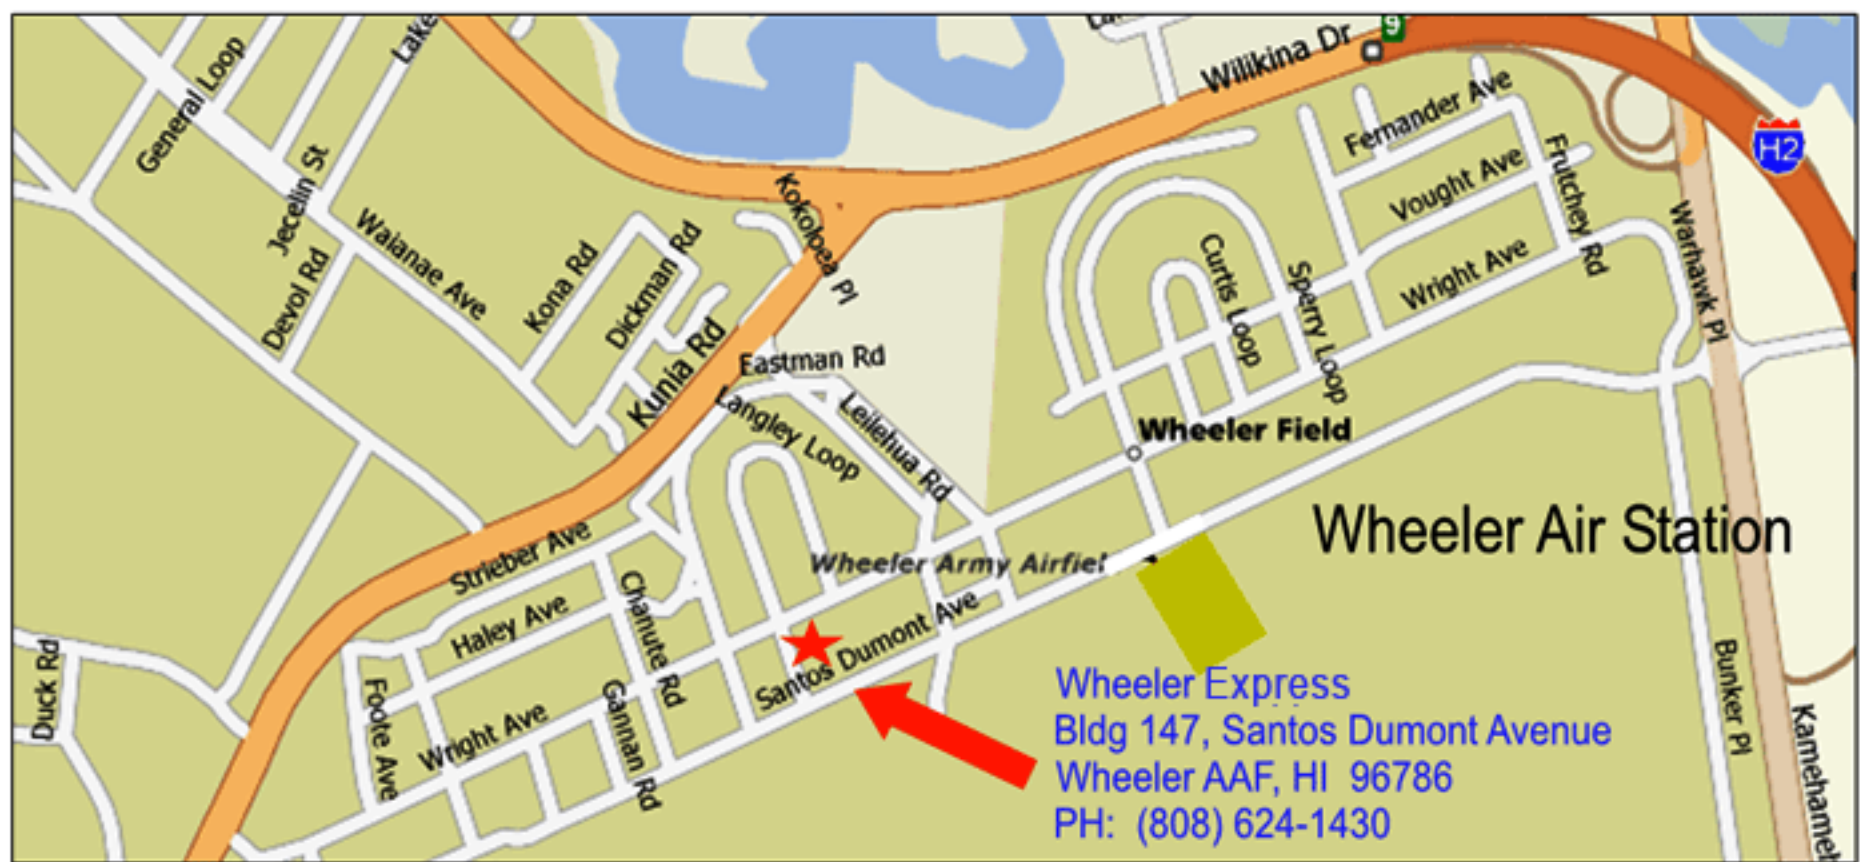 Lake
General Loop
Jecelin St
Devol Rd
Waianae Ave
Kona Rd
Dickman Rd
Kunia Rd
Kokoloea Pl
Eastman Rd
Langley Loop
Leilehua Rd
Wilikina Dr
9
H2
Fernander Ave
Vought Ave
Frutchey Rd
Wright Ave
Curtis Loop
Sperry Loop
Warhawk Pl
Wheeler Field
Wheeler Air Station
Wheeler Army Airfiel
Strieber Ave
Haley Ave
Chanute Rd
Santos Dumont Ave
Duck Rd
Foote Ave
Wright Ave
Gannan Rd
Bunker Pl
Kamehameh
Wheeler Express
Bldg 147, Santos Dumont Avenue
Wheeler AAF, HI 96786
PH: (808) 624-1430